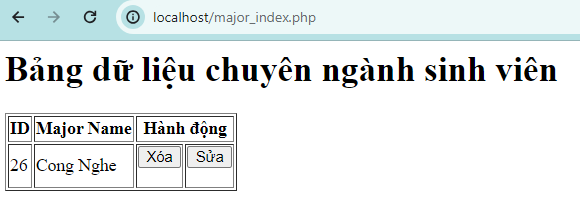 localhost/major_index.php
Bảng dữ liệu chuyên ngành sinh viên
ID Major Name Hành động
26 Cong Nghe Xóa Sửa